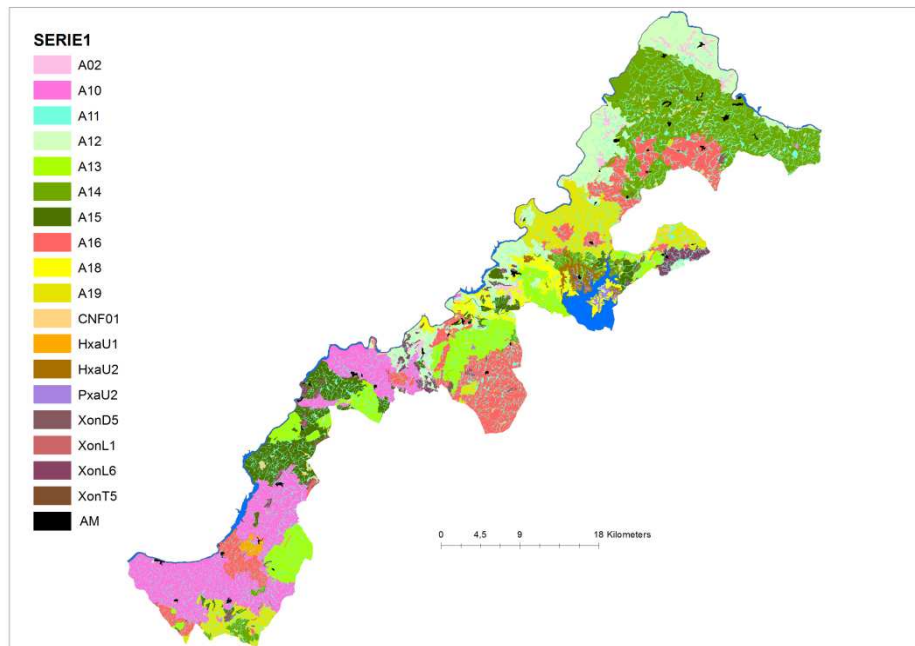 SERIE1
A02
A10
A11
A12
A13
A14
A15
A16
A18
A19
CNF01
HxaU1
HxaU2
PxaU2
XonD5
XonL1
XonL6
XonT5
AM
0 4,5 9 18 Kilometers